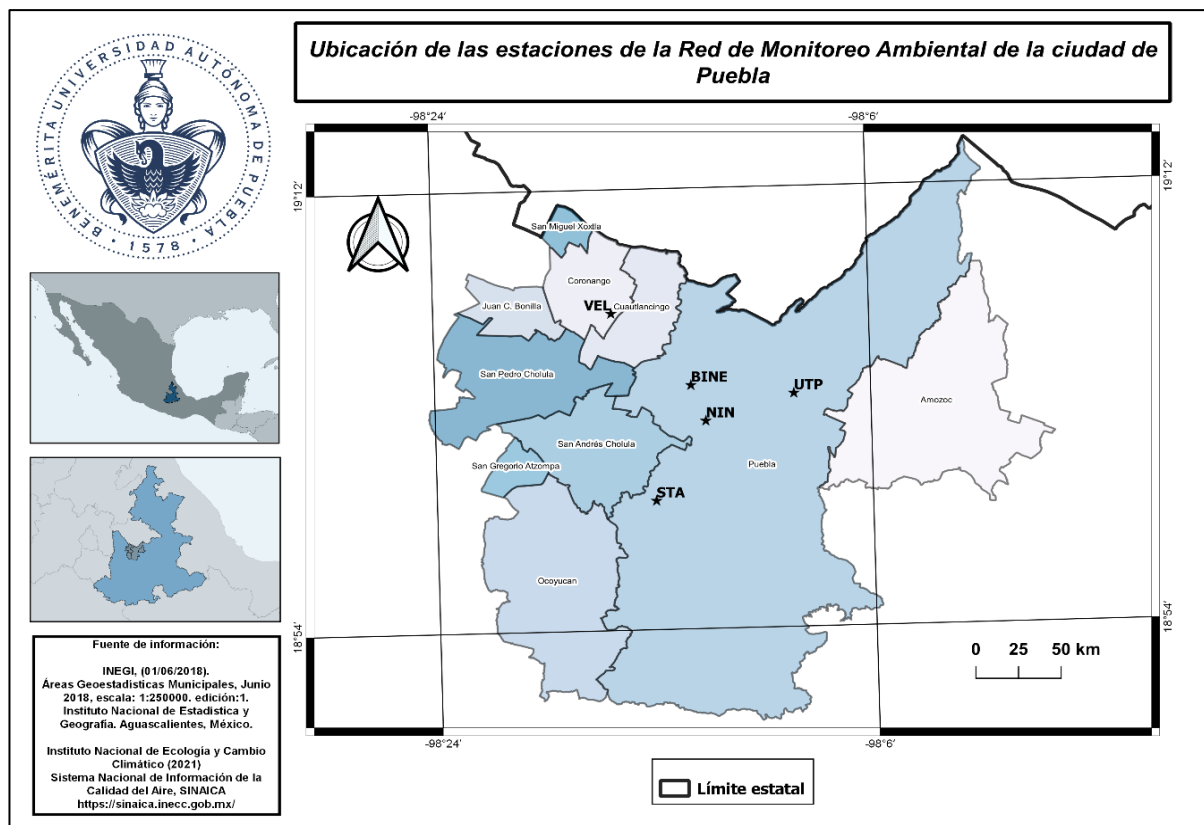 Ubicación de las estaciones de la Red de Monitoreo Ambiental de la ciudad de
Puebla
BENEMÉRITA UNIVERSIDAD AUTÓNOMA DE PUEBLA
· 1578 ·
-98°24'
-98°6'
19°12'
19°12'
San Miguel Xoxtla
Coronango
Juan C. Bonilla
VEL
Cuautlancingo
San Pedro Cholula
BINE
UTP
Amozoc
NIN
San Andrés Cholula
San Gregorio Atzompa
Puebla
STA
Ocoyucan
18°54'
18°54'
0 25 50 km
-98°24'
-98°6'
Límite estatal
Fuente de información:
INEGI, (01/06/2018).
Áreas Geoestadísticas Municipales, Junio
2018, escala: 1:250000. edición:1.
Instituto Nacional de Estadística y
Geografía. Aguascalientes, México.
Instituto Nacional de Ecología y Cambio
Climático (2021)
Sistema Nacional de Información de la
Calidad del Aire, SINAICA
https://sinaica.inecc.gob.mx/